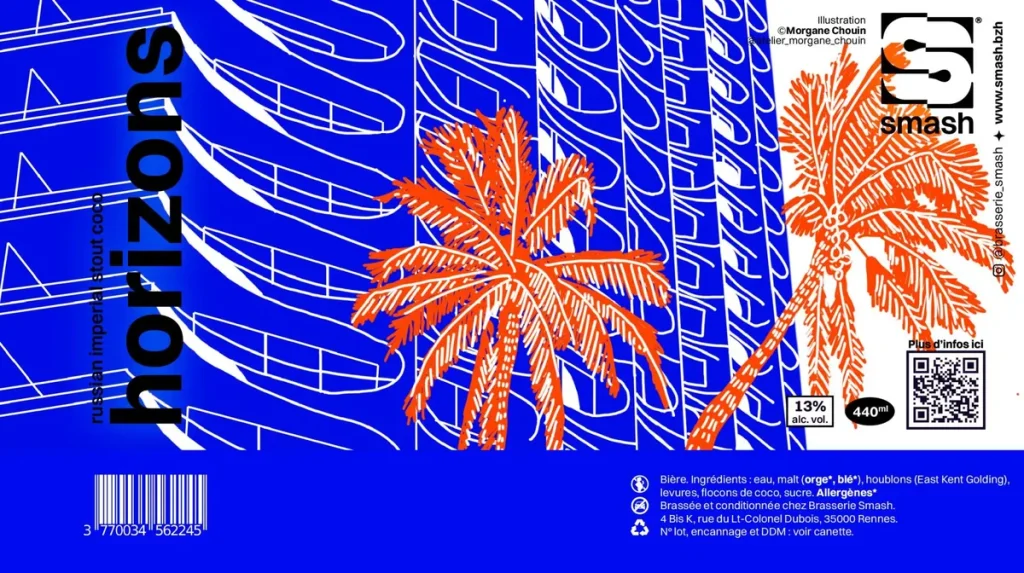 horizons
russian imperial stout coco
Illustration
©Morgane Chouin
@atelier_morgane_chouin
S®
smash
www.smash.bzh
@brasserie_smash
Plus d'infos ici
13%
alc. vol.
440ml
3 770034 562245
Bière. Ingrédients : eau, malt (orge*, blé*), houblons (East Kent Golding),
levures, flocons de coco, sucre. Allergènes*
Brassée et conditionnée chez Brasserie Smash.
4 Bis K, rue du Lt-Colonel Dubois, 35000 Rennes.
N° lot, encannage et DDM : voir canette.